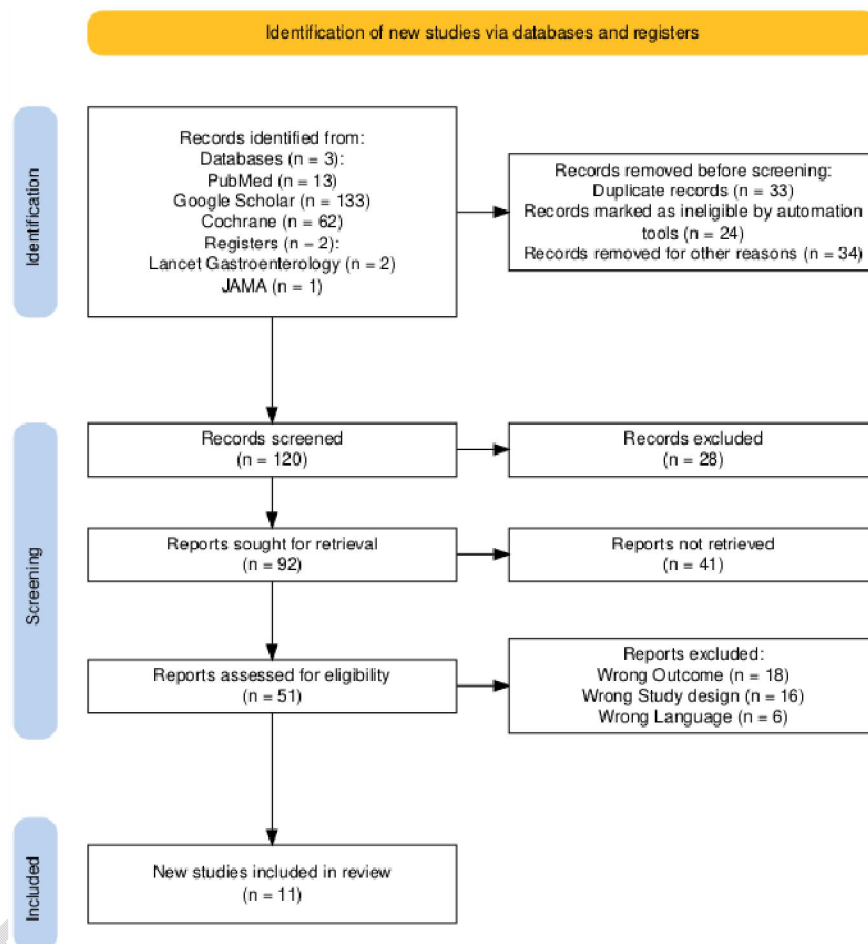 Identification of new studies via databases and registers
Identification
Records identified from:
Databases (n = 3):
PubMed (n = 13)
Google Scholar (n = 133)
Cochrane (n = 62)
Registers (n = 2):
Lancet Gastroenterology (n = 2)
JAMA (n = 1)
Records removed before screening:
Duplicate records (n = 33)
Records marked as ineligible by automation
tools (n = 24)
Records removed for other reasons (n = 34)
Screening
Records screened
(n = 120)
Records excluded
(n = 28)
Reports sought for retrieval
(n = 92)
Reports not retrieved
(n = 41)
Reports assessed for eligibility
(n = 51)
Reports excluded:
Wrong Outcome (n = 18)
Wrong Study design (n = 16)
Wrong Language (n = 6)
Included
New studies included in review
(n = 11)